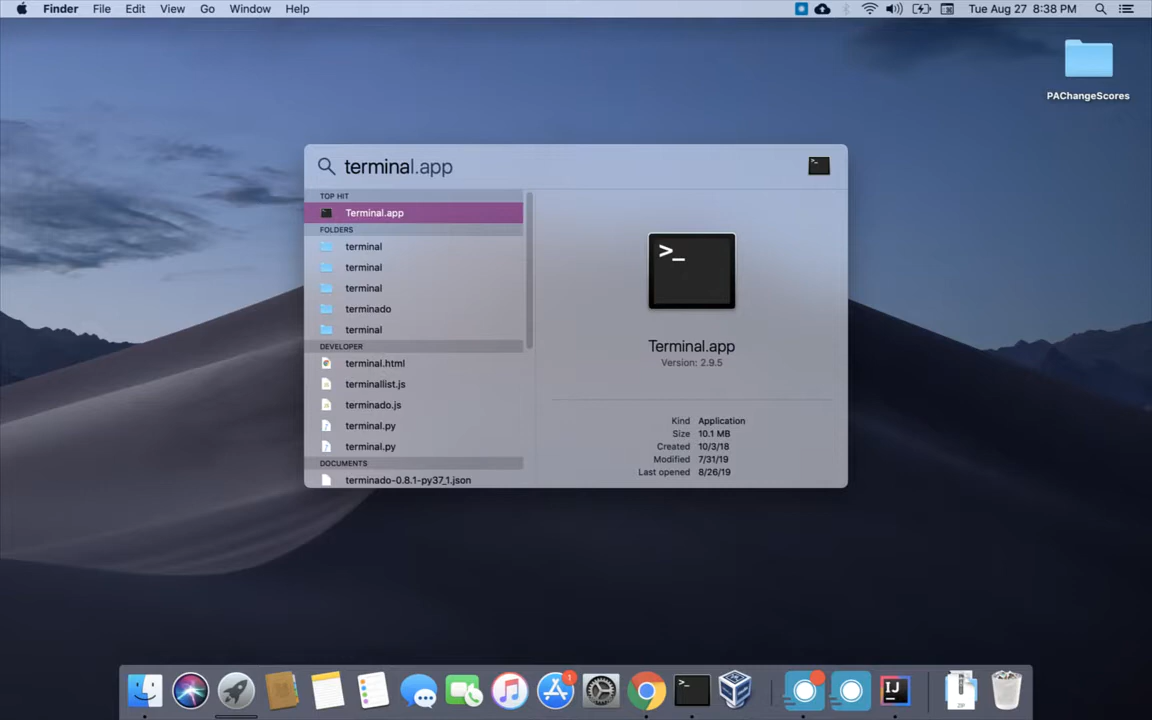 Finder File Edit View Go Window Help Tue Aug 27 8:38 PM
PAChangeScores
terminal.app
TOP HIT
Terminal.app
FOLDERS
terminal
terminal
terminal
terminado
terminal
DEVELOPER
terminal.html
terminallist.js
terminado.js
terminal.py
terminal.py
DOCUMENTS
terminado-0.8.1-py37_1.json
>_
Terminal.app
Version: 2.9.5
Kind Application
Size 10.1 MB
Created 10/3/18
Modified 7/31/19
Last opened 8/26/19
1
IJ
ZIP